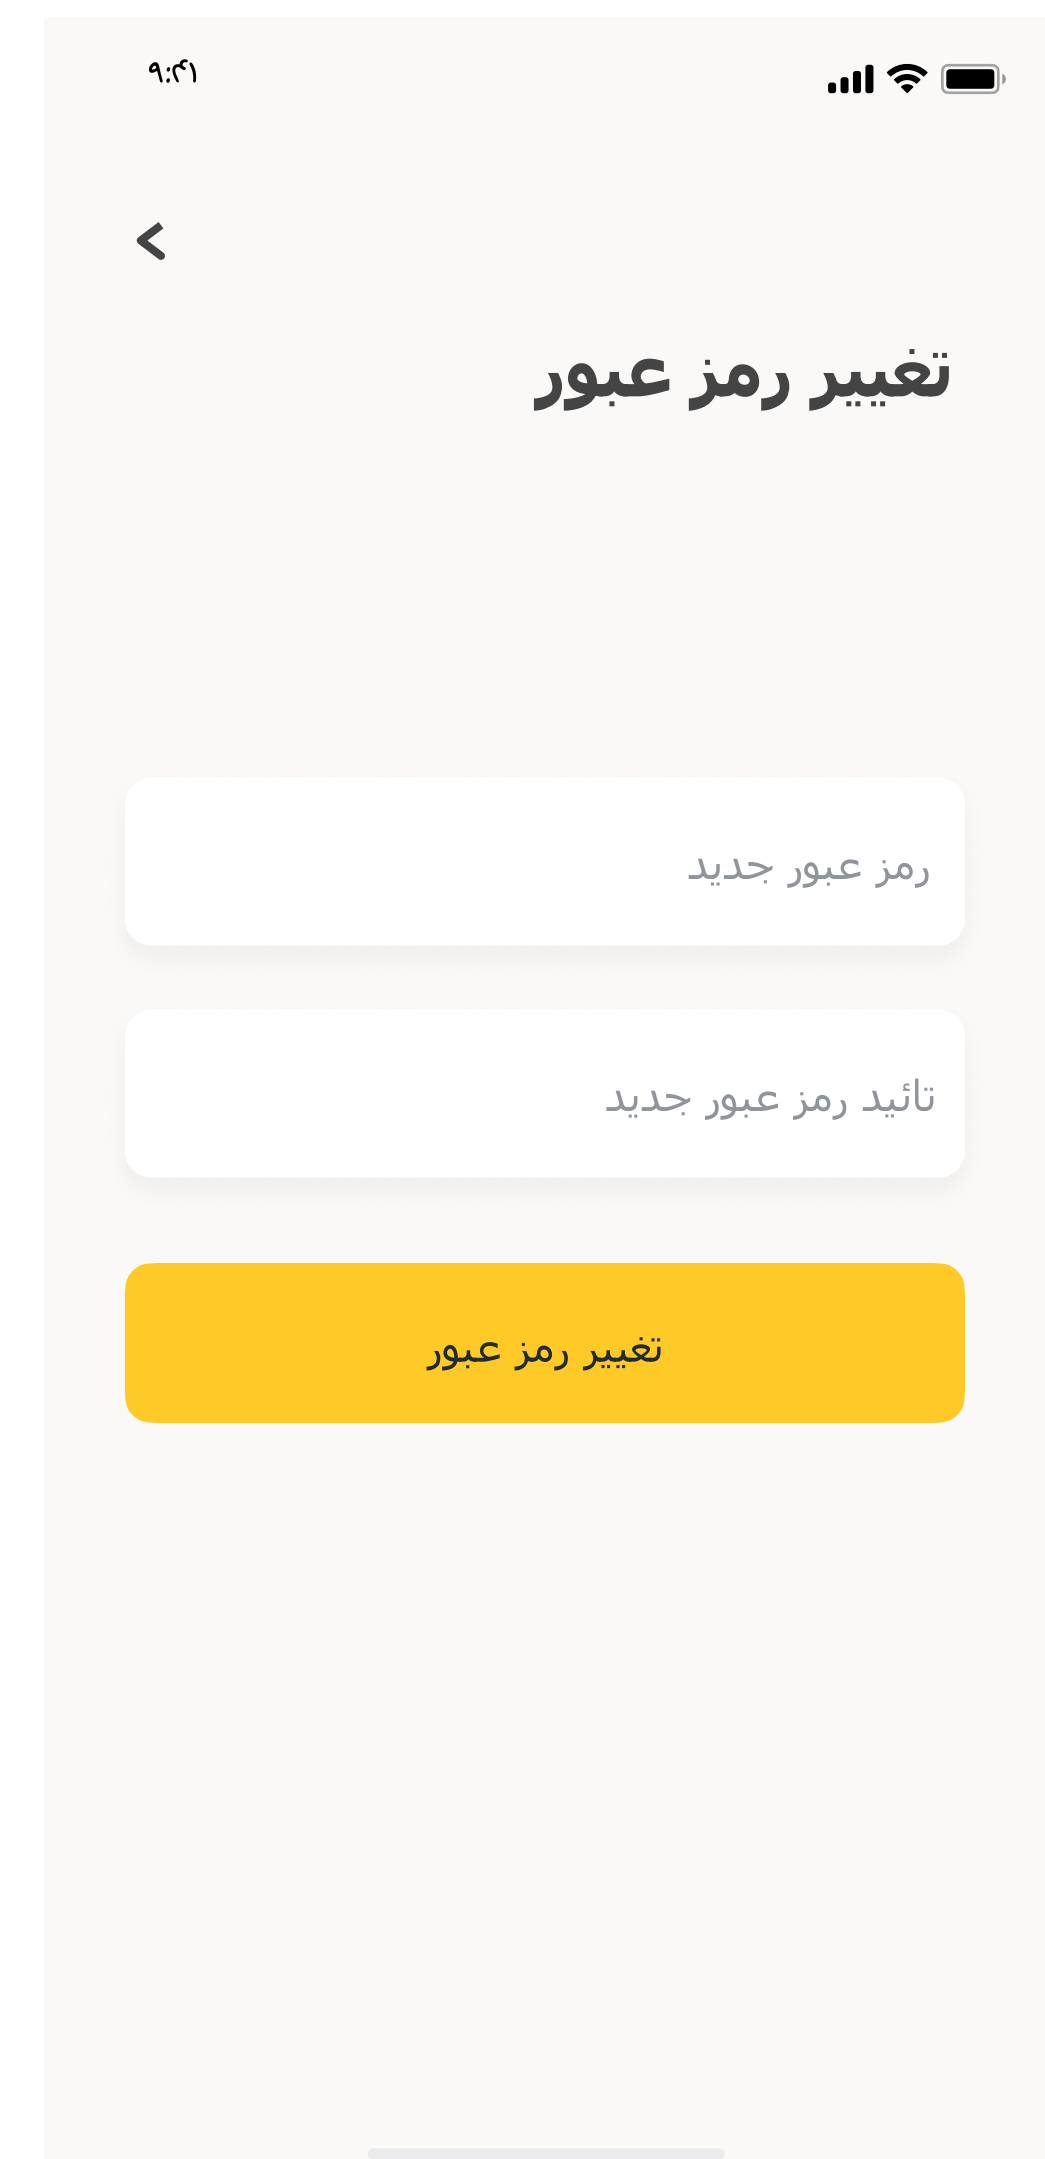 ۹:۴۱
تغییر رمز عبور
رمز عبور جدید
تائید رمز عبور جدید
تغییر رمز عبور